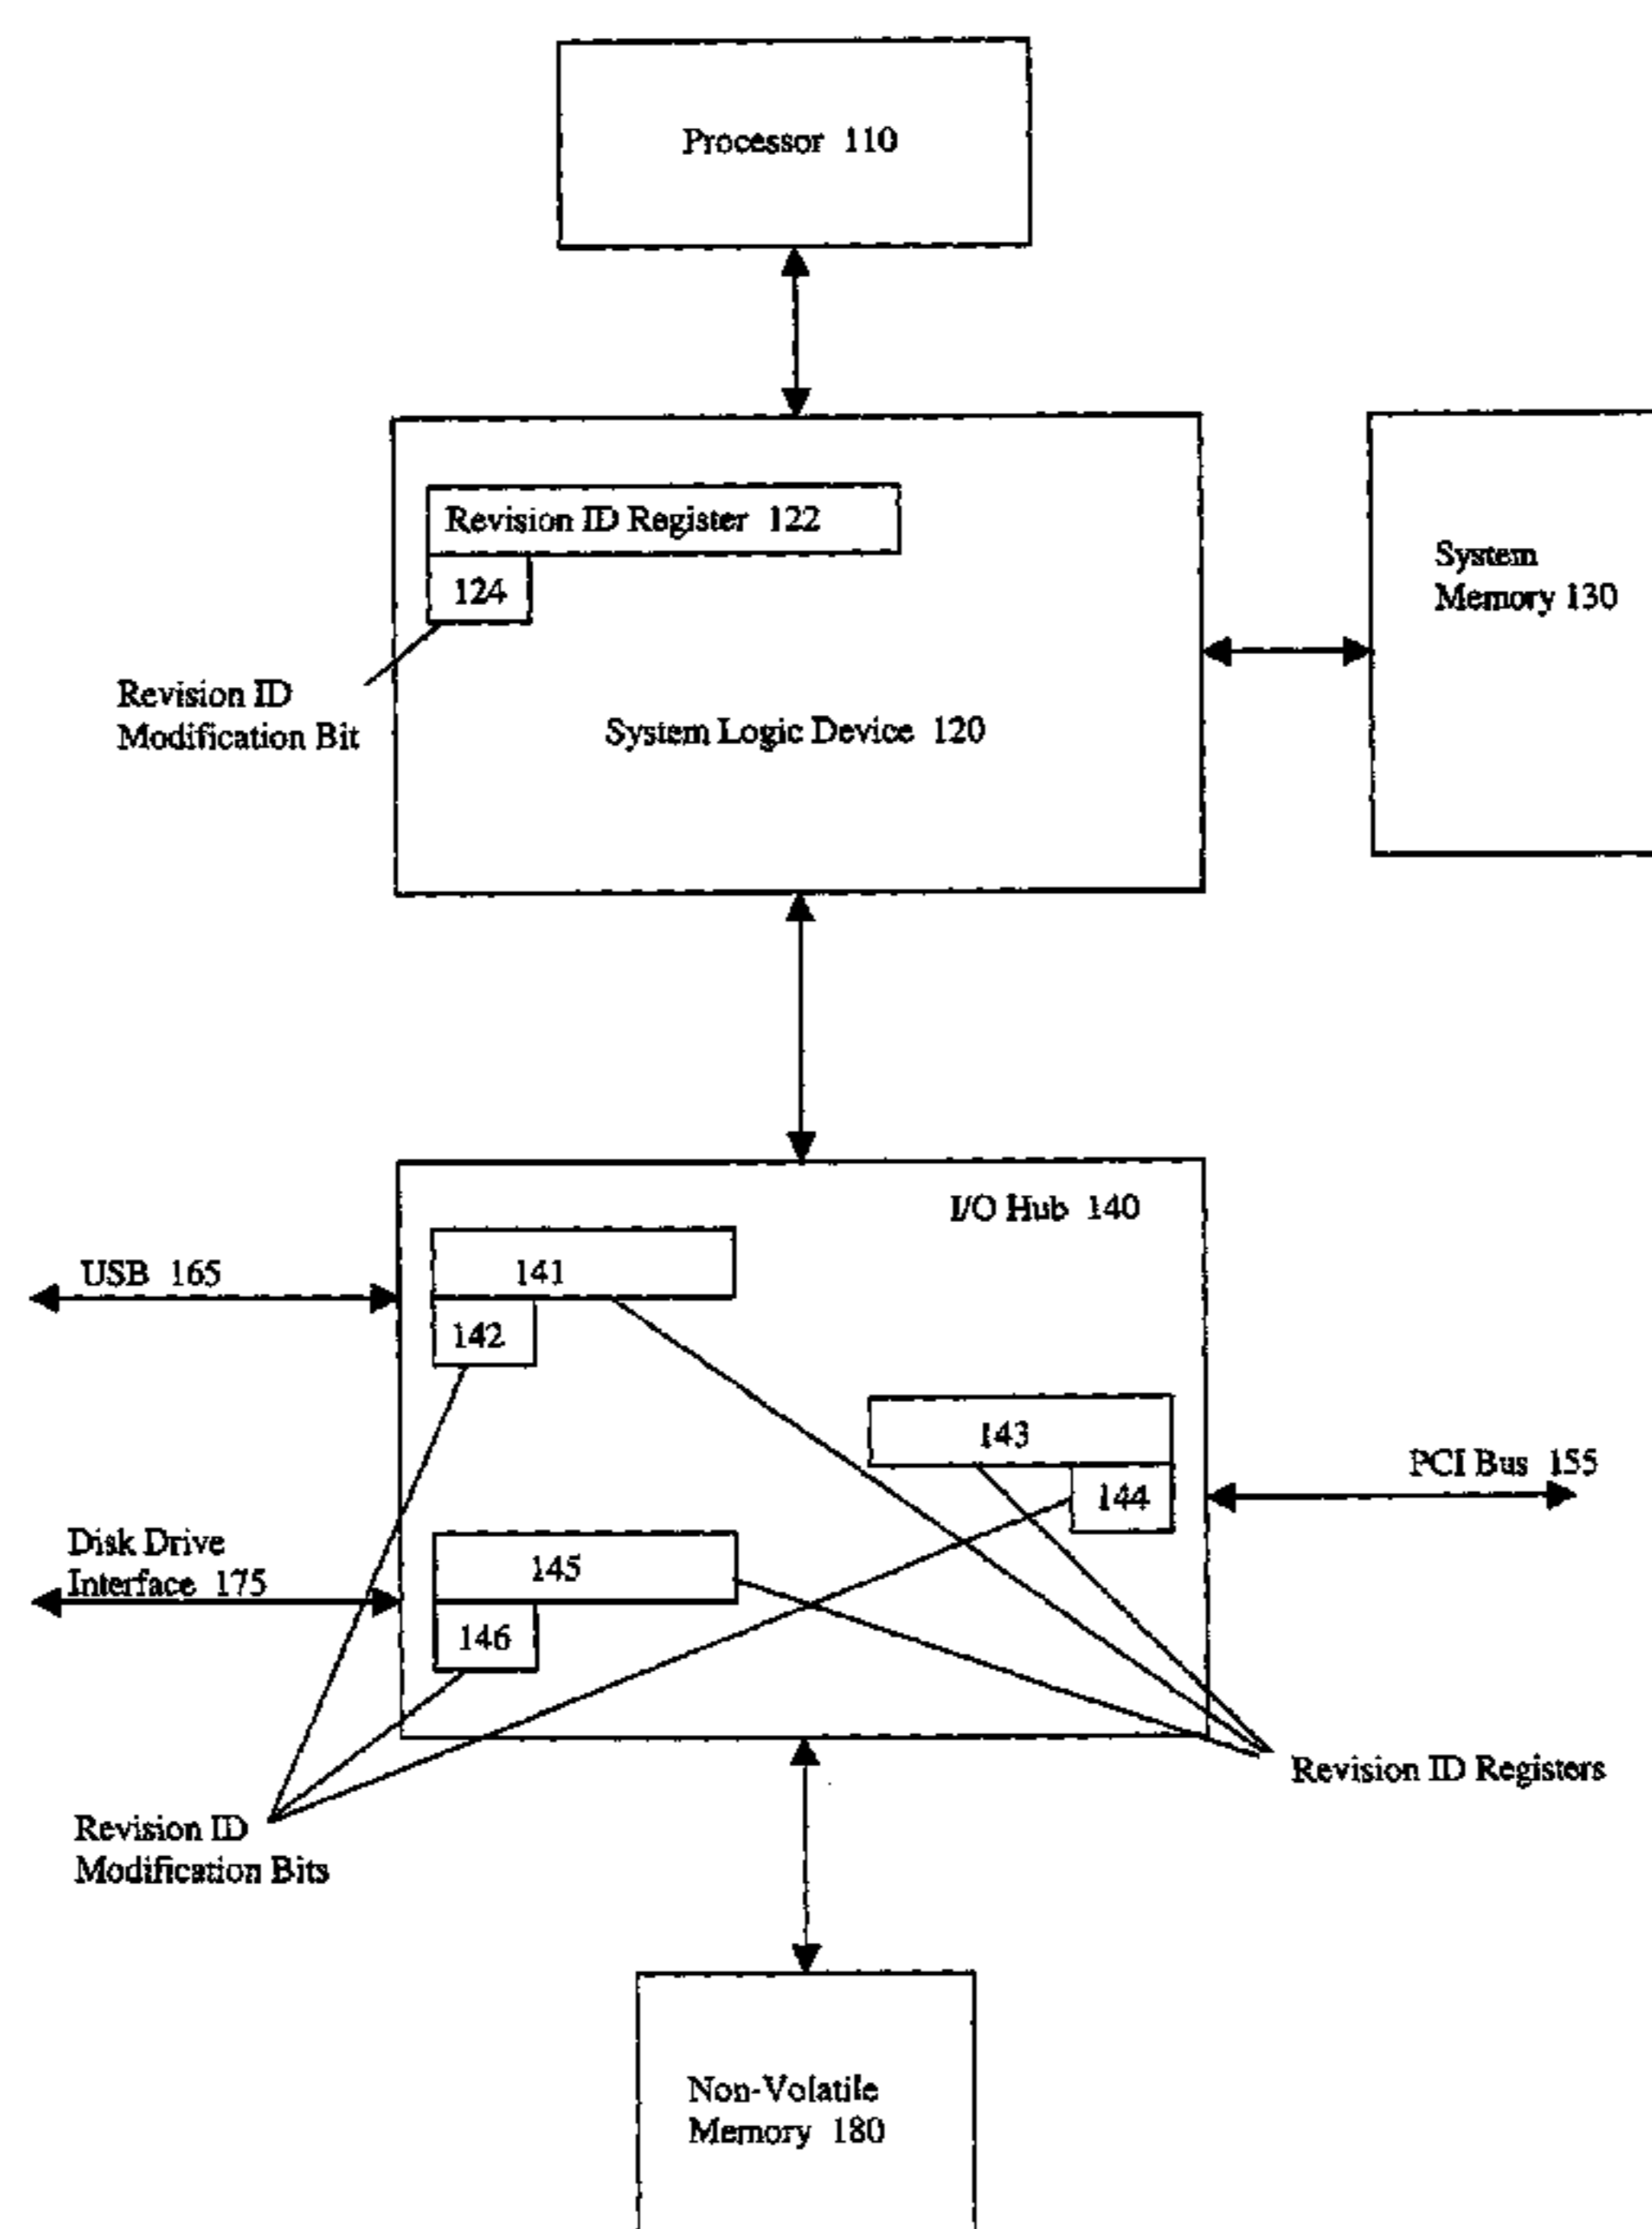 Processor 110
Revision ID Register 122
124
System
Memory 130
Revision ID
Modification Bit
System Logic Device 120
I/O Hub 140
USB 165
141
142
143
144
PCI Bus 155
Disk Drive
Interface 175
145
146
Revision ID Registers
Revision ID
Modification Bits
Non-Volatile
Memory 180